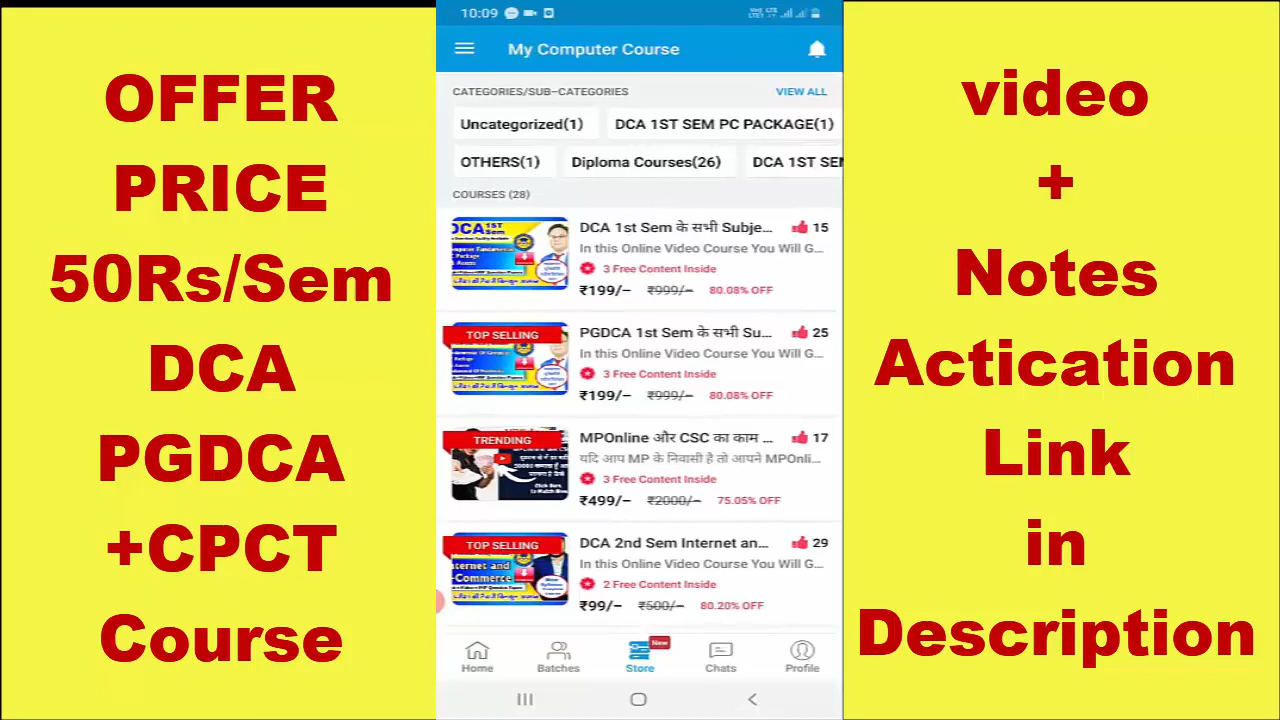 OFFER
PRICE
50Rs/Sem
DCA
PGDCA
+CPCT
Course
10:09
My Computer Course
CATEGORIES/SUB-CATEGORIES
VIEW ALL
Uncategorized(1)
DCA 1ST SEM PC PACKAGE(1)
OTHERS(1)
Diploma Courses(26)
DCA 1ST SEM
COURSES (28)
DCA 1ST
Sem
DCA 1st Sem के सभी Subje...
15
In this Online Video Course You Will G...
3 Free Content Inside
₹199/- ₹999/- 80.08% OFF
TOP SELLING
PGDCA 1st Sem के सभी Su...
25
In this Online Video Course You Will G...
3 Free Content Inside
₹199/- ₹999/- 80.08% OFF
TRENDING
MPOnline और CSC का काम ...
17
यदि आप MP के निवासी है तो आपने MPOnli...
3 Free Content Inside
₹499/- ₹2000/- 75.05% OFF
TOP SELLING
DCA 2nd Sem Internet an...
29
In this Online Video Course You Will G...
2 Free Content Inside
₹99/- ₹500/- 80.20% OFF
Home
Batches
New
Store
Chats
Profile
video
+
Notes
Actication
Link
in
Description